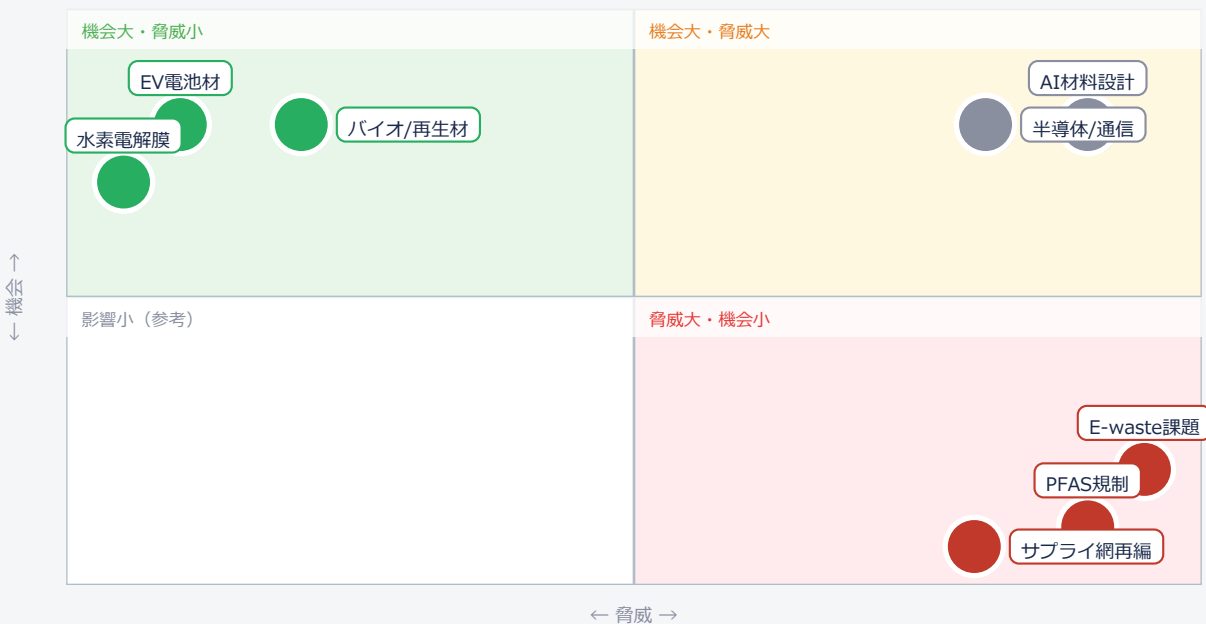 機会大・脅威小
機会大・脅威大
EV電池材
AI材料設計
水素電解膜
バイオ/再生材
半導体/通信
← 機会 →
影響小（参考）
脅威大・機会小
E-waste課題
PFAS規制
サプライ網再編
← 脅威 →